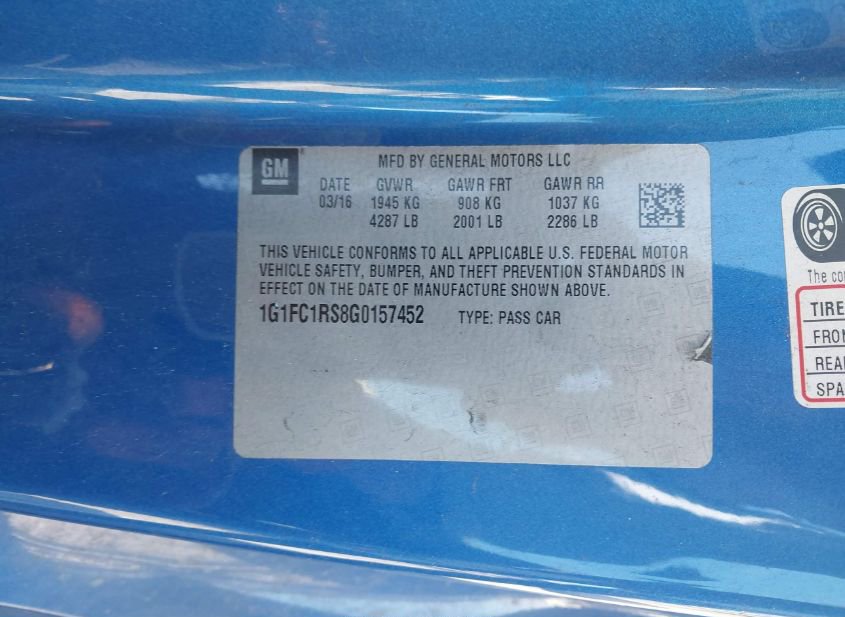 GM
MFD BY GENERAL MOTORS LLC
DATE GVWR GAWR FRT GAWR RR
03/16 1945 KG 908 KG 1037 KG
4287 LB 2001 LB 2286 LB
THIS VEHICLE CONFORMS TO ALL APPLICABLE U.S. FEDERAL MOTOR
VEHICLE SAFETY, BUMPER, AND THEFT PREVENTION STANDARDS IN
EFFECT ON THE DATE OF MANUFACTURE SHOWN ABOVE.
1G1FC1RS8G0157452 TYPE: PASS CAR
The
TIRE